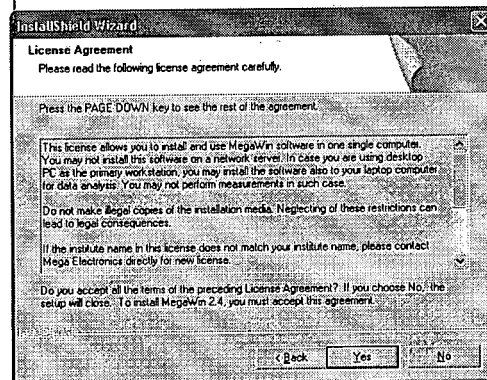 InstallShield Wizard
License Agreement
Please read the following license agreement carefully.
Press the PAGE DOWN key to see the rest of the agreement.
This license allows you to install and use MegaWin software in one single computer.
You may not install this software on a network server. In case you are using desktop
PC as the primary workstation, you may install the software also to your laptop computer
for data analysis. You may not perform measurements in such case.
Do not make illegal copies of the installation media. Neglecting of these restrictions can
lead to legal consequences.
If the institute name in this license does not match your institute name, please contact
Mega Electronics directly for new license.
Do you accept all the terms of the preceding License Agreement? If you choose No, the
setup will close. To install MegaWin 2.4, you must accept this agreement.
< Back Yes No